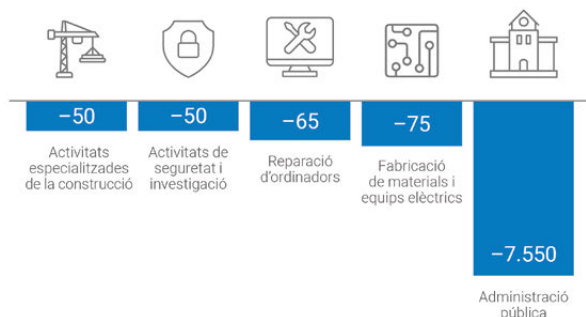 −50
Activitats
especialitzades
de la construcció
−50
Activitats de
seguretat i
investigació
−65
Reparació
d'ordinadors
−75
Fabricació
de materials i
equips elèctrics
−7.550
Administració
pública